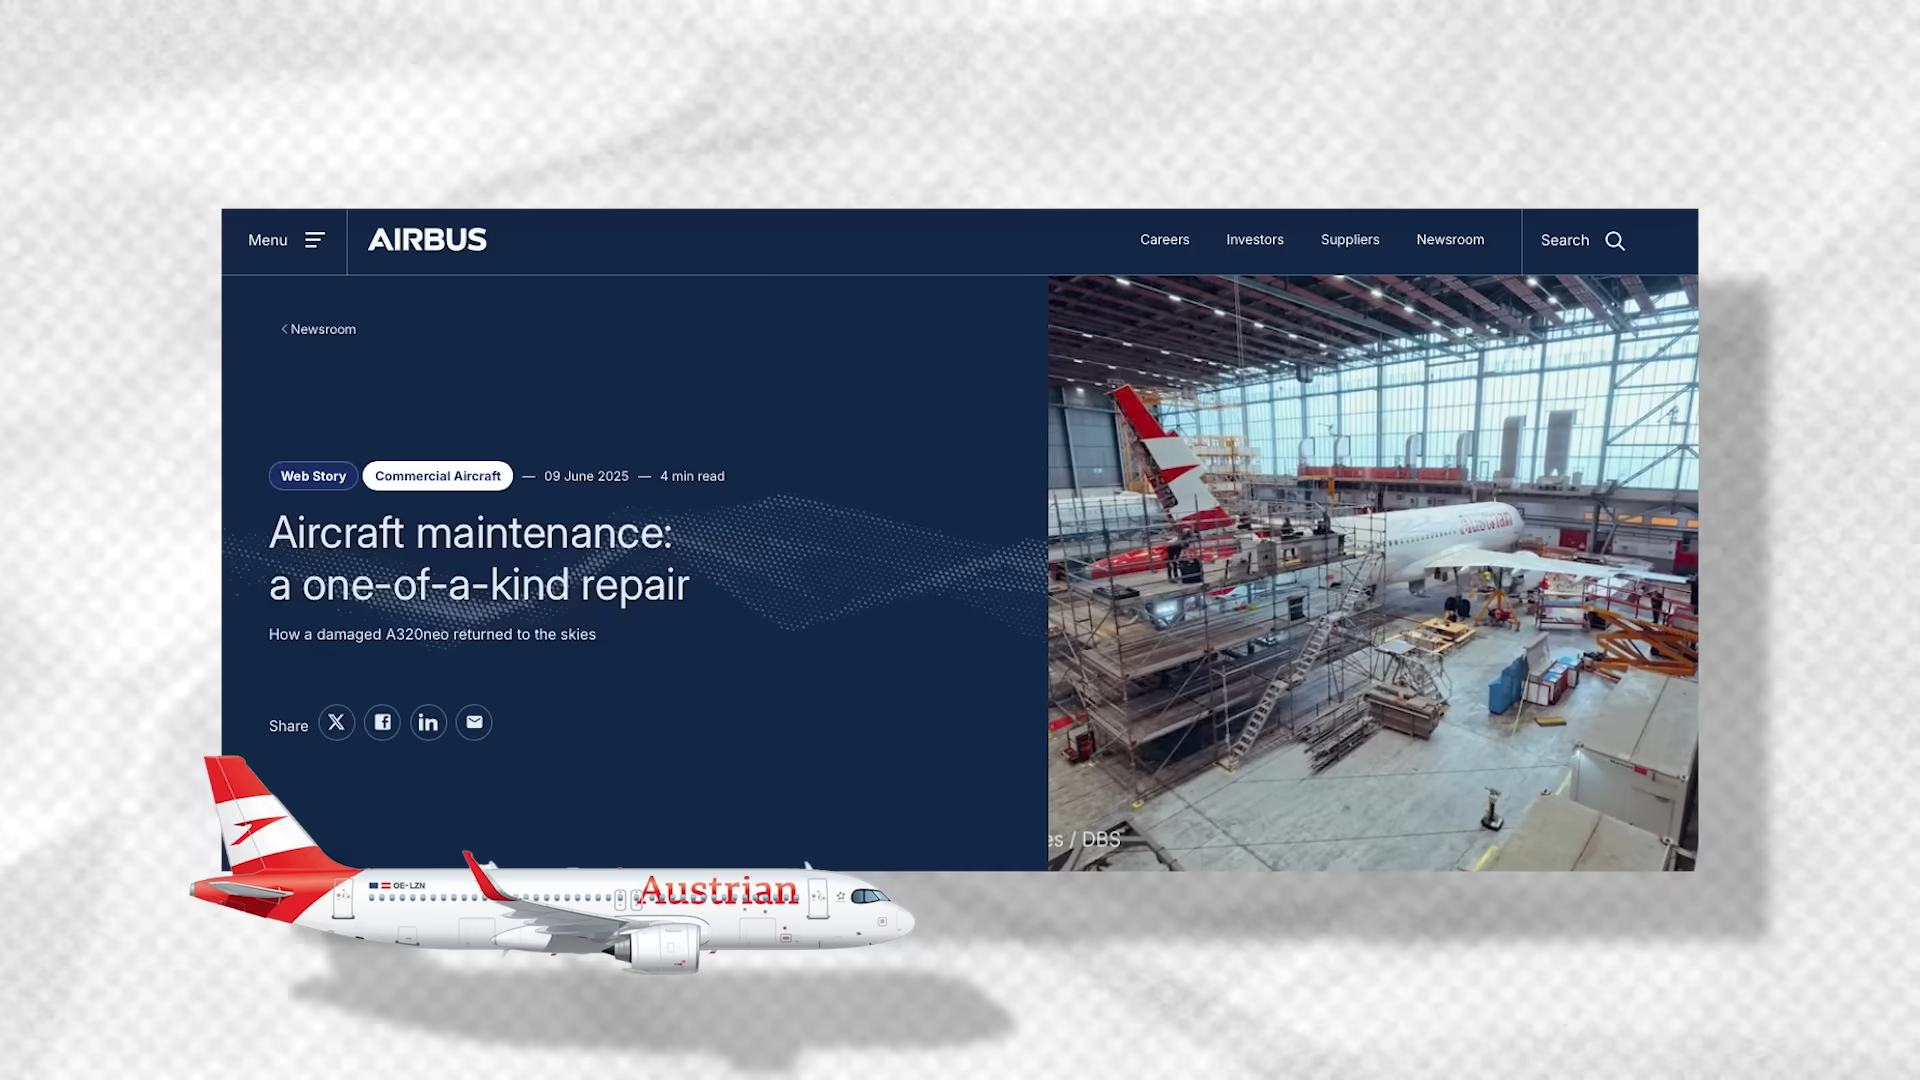 Menu
AIRBUS
Careers
Investors
Suppliers
Newsroom
Search
Newsroom
Web Story
Commercial Aircraft
— 09 June 2025 — 4 min read
Aircraft maintenance:
a one-of-a-kind repair
How a damaged A320neo returned to the skies
Share
Austrian
es / DBS
OE-LZN
Austrian